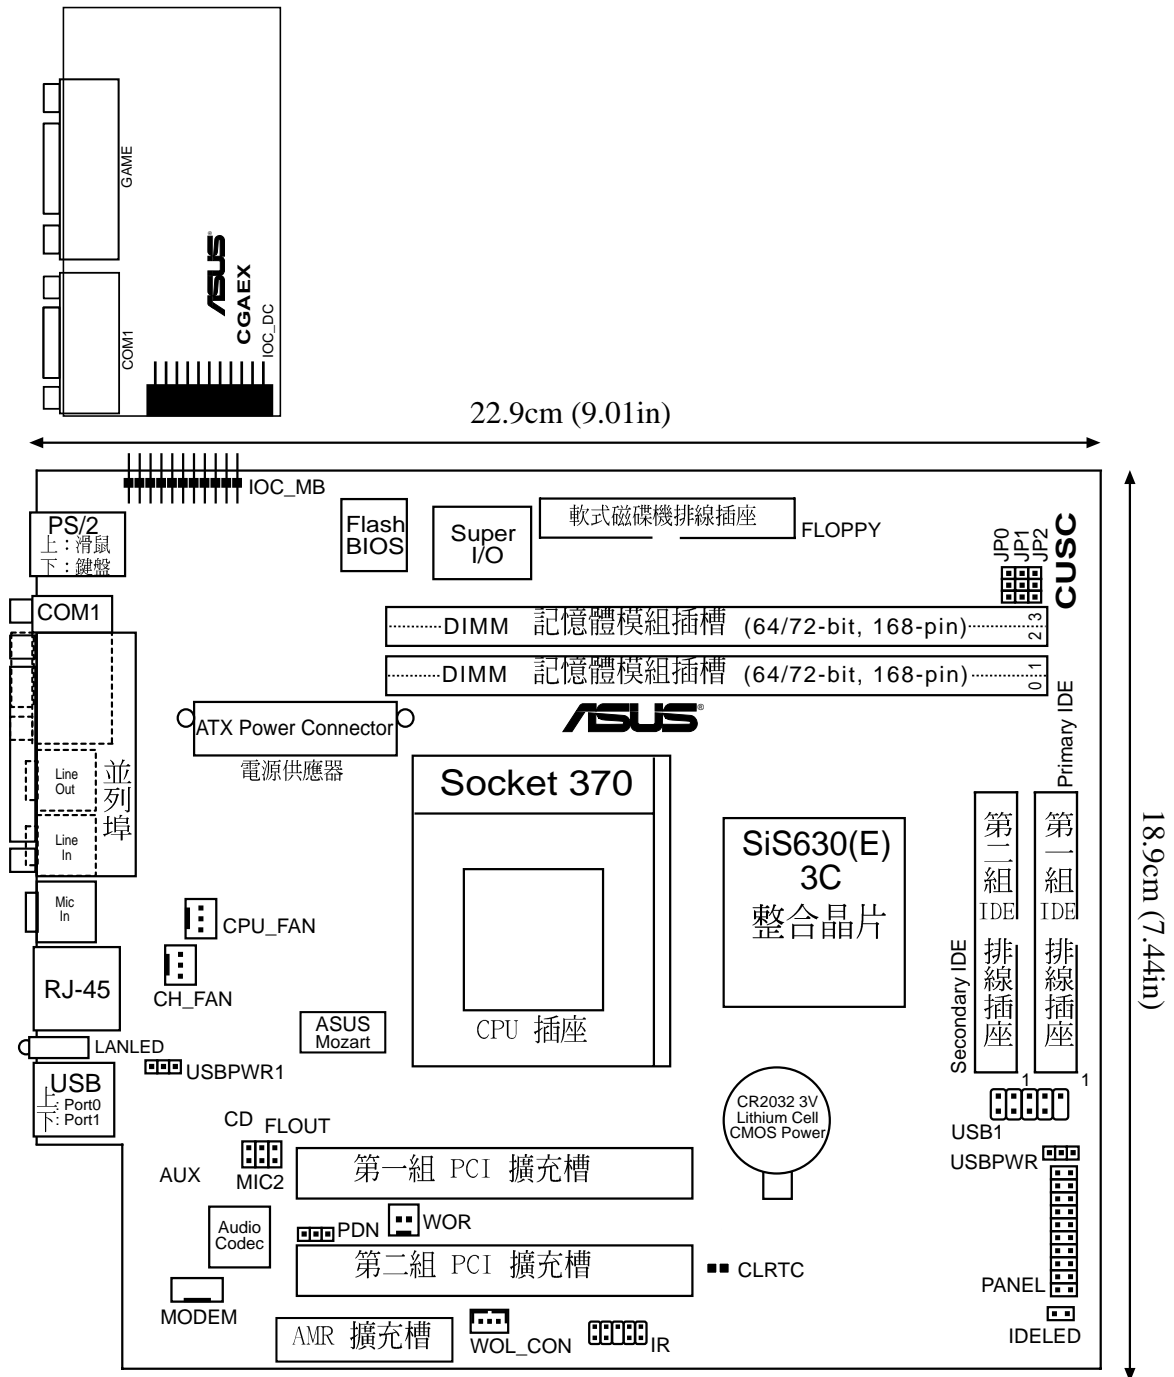 GAME
COM1
ASUS
CGAEX
IOC_DC
22.9cm (9.01in)
IOC_MB
PS/2
上：滑鼠
下：鍵盤
Flash
BIOS
Super
I/O
軟式磁碟機排線插座
FLOPPY
JP0
JP1
JP2
CUSC
COM1
DIMM 記憶體模組插槽 (64/72-bit, 168-pin)
2 3
DIMM 記憶體模組插槽 (64/72-bit, 168-pin)
0 1
ASUS®
ATX Power Connector
電源供應器
Primary IDE
Line
Out
並列埠
Line
In
Socket 370
SiS630(E)
3C
整合晶片
第二組 IDE 排線插座
第一組 IDE 排線插座
18.9cm (7.44in)
Mic
In
CPU_FAN
RJ-45
CH_FAN
CPU 插座
Secondary IDE
ASUS
Mozart
LANLED
USBPWR1
USB
上: Port0
下: Port1
1
1
CR2032 3V
Lithium Cell
CMOS Power
USB1
CD
FLOUT
AUX
MIC2
第一組 PCI 擴充槽
USBPWR
Audio
Codec
PDN
WOR
第二組 PCI 擴充槽
CLRTC
PANEL
MODEM
AMR 擴充槽
WOL_CON
IR
IDELED